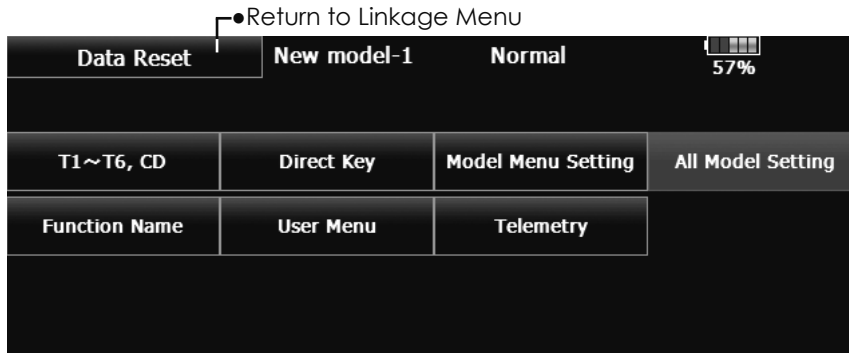 ●Return to Linkage Menu
Data Reset New model-1 Normal 57%
T1~T6, CD Direct Key Model Menu Setting All Model Setting
Function Name User Menu Telemetry